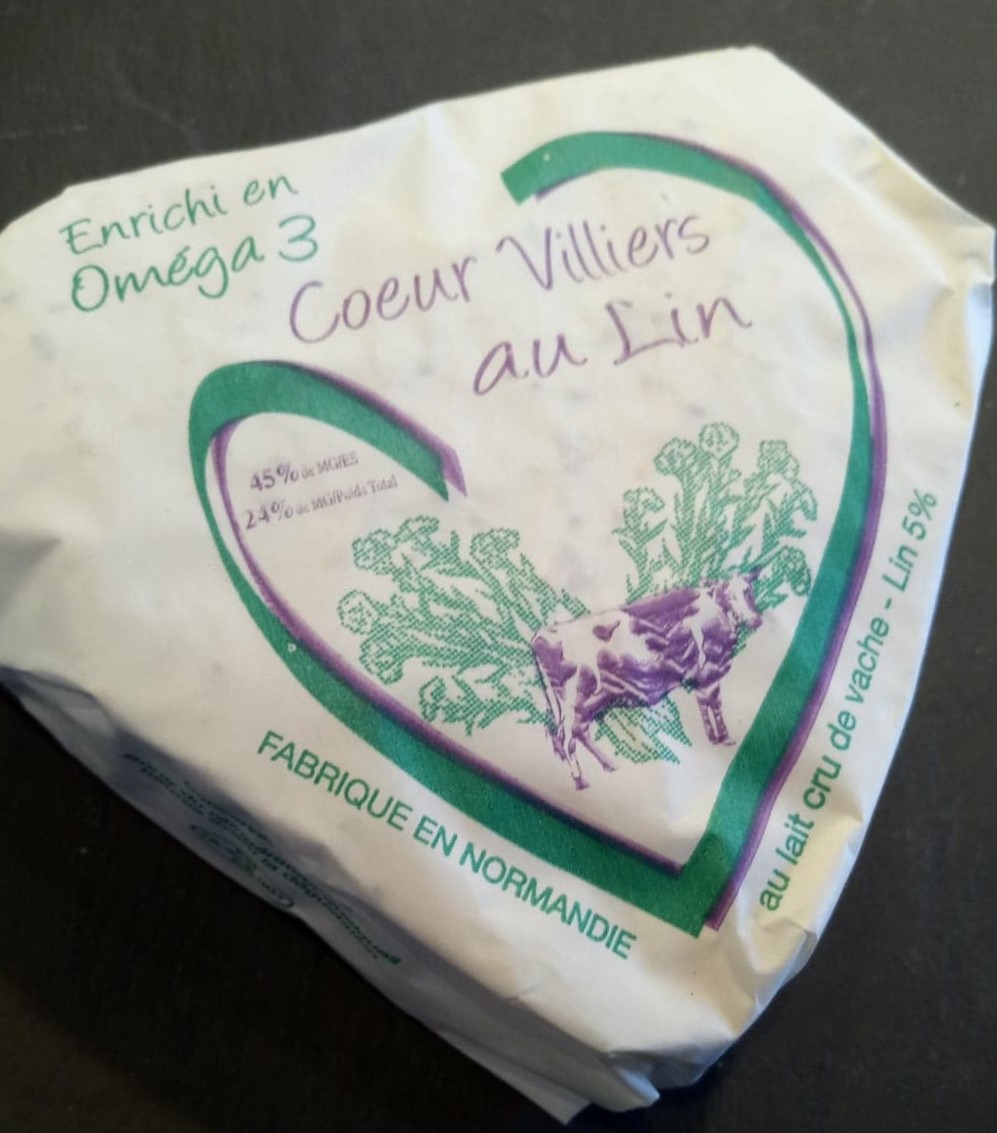 Enrichi en
Oméga 3
Coeur Villiers
au Lin
45% de MG/ES
24% de MG/Poids Total
FABRIQUE EN NORMANDIE
au lait cru de vache - Lin 5%